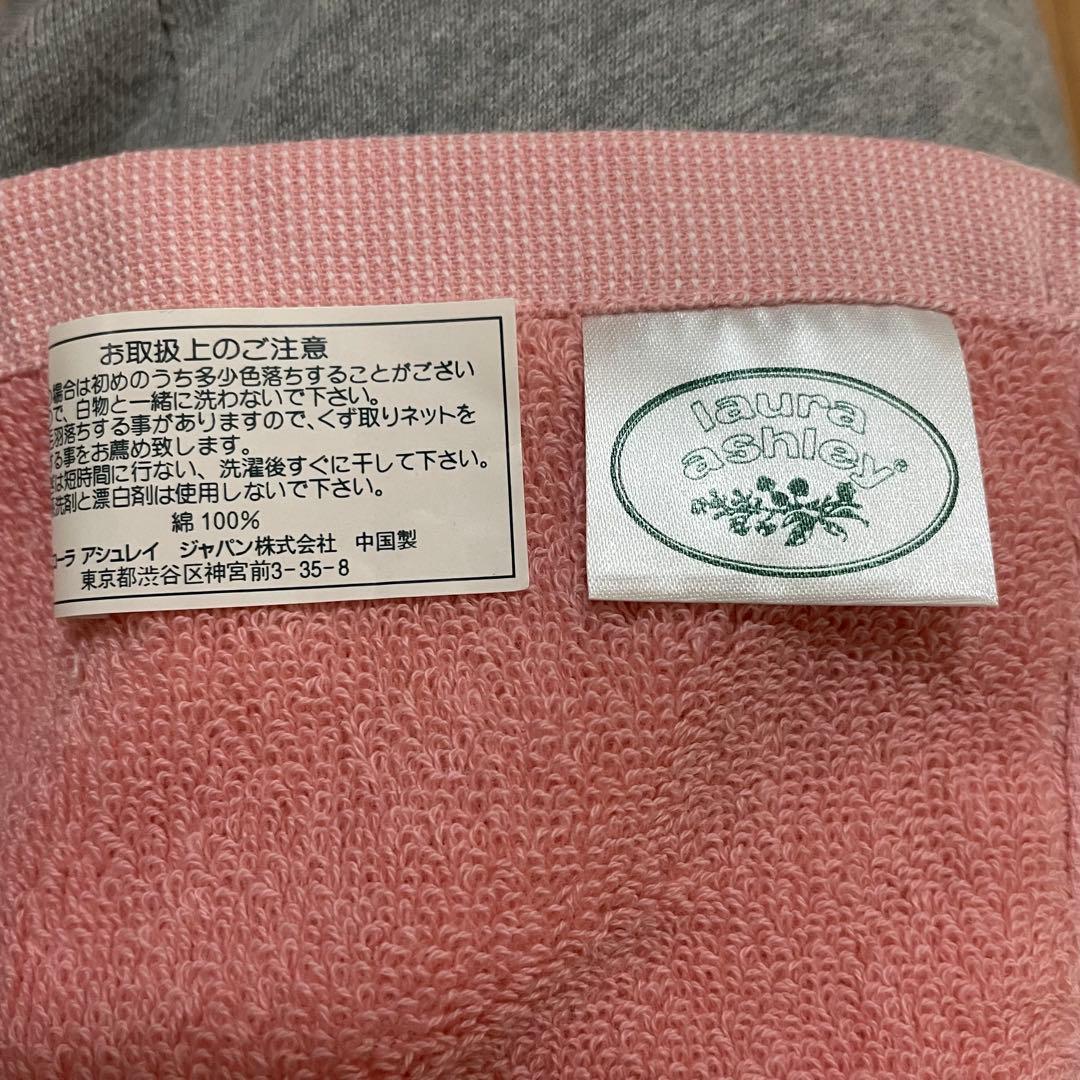 お取扱上のご注意
場合は初めのうち多少色落ちすることがござい
で、白物と一緒に洗わないで下さい。
羽落ちする事がありますので、くず取りネットを
る事をお薦め致します。
は短時間に行ない、洗濯後すぐに干して下さい。
洗剤と漂白剤は使用しないで下さい。
綿 100%
ーラ アシュレイ ジャパン株式会社 中国製
東京都渋谷区神宮前3-35-8
laura
ashley®